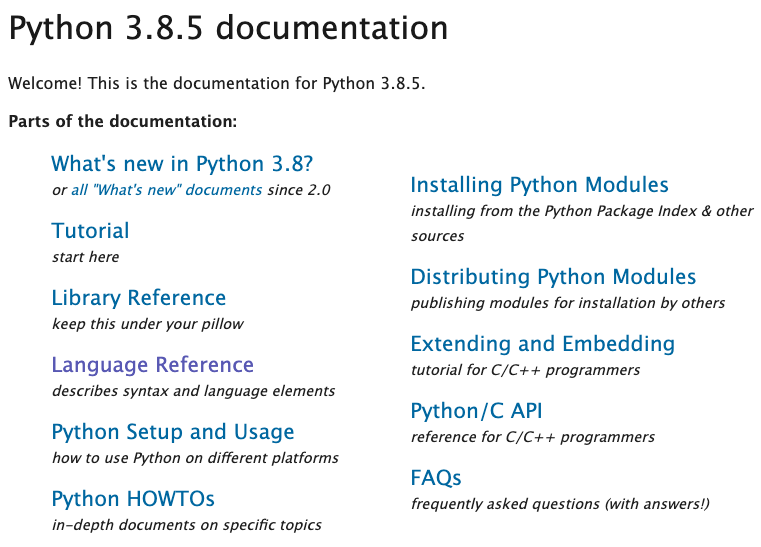 Python 3.8.5 documentation
Welcome! This is the documentation for Python 3.8.5.
Parts of the documentation:
What's new in Python 3.8?
or all "What's new" documents since 2.0
Tutorial
start here
Library Reference
keep this under your pillow
Language Reference
describes syntax and language elements
Python Setup and Usage
how to use Python on different platforms
Python HOWTOs
in-depth documents on specific topics
Installing Python Modules
installing from the Python Package Index & other
sources
Distributing Python Modules
publishing modules for installation by others
Extending and Embedding
tutorial for C/C++ programmers
Python/C API
reference for C/C++ programmers
FAQs
frequently asked questions (with answers!)